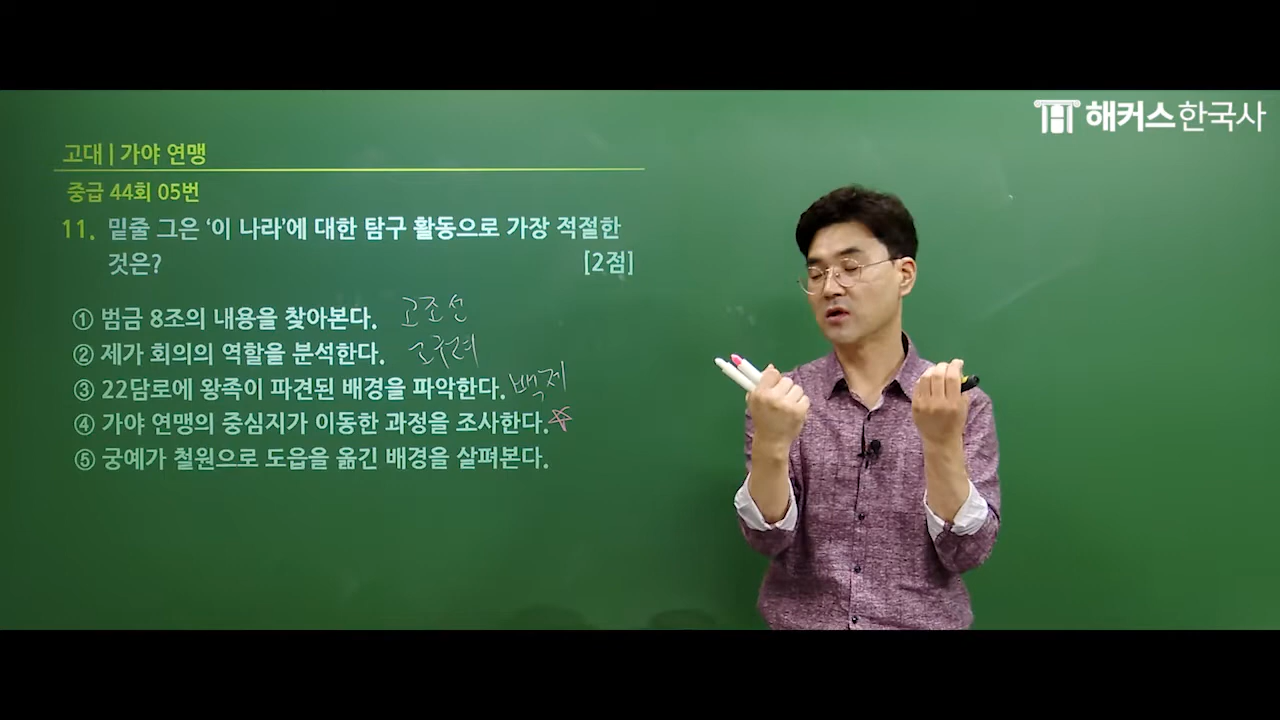 해커스한국사
고대 | 가야 연맹
중급 44회 05번
11. 밑줄 그은 ‘이 나라’에 대한 탐구 활동으로 가장 적절한
것은? [2점]
① 범금 8조의 내용을 찾아본다. 고조선
② 제가 회의의 역할을 분석한다. 고구려
③ 22담로에 왕족이 파견된 배경을 파악한다. 백제
④ 가야 연맹의 중심지가 이동한 과정을 조사한다.
⑤ 궁예가 철원으로 도읍을 옮긴 배경을 살펴본다.